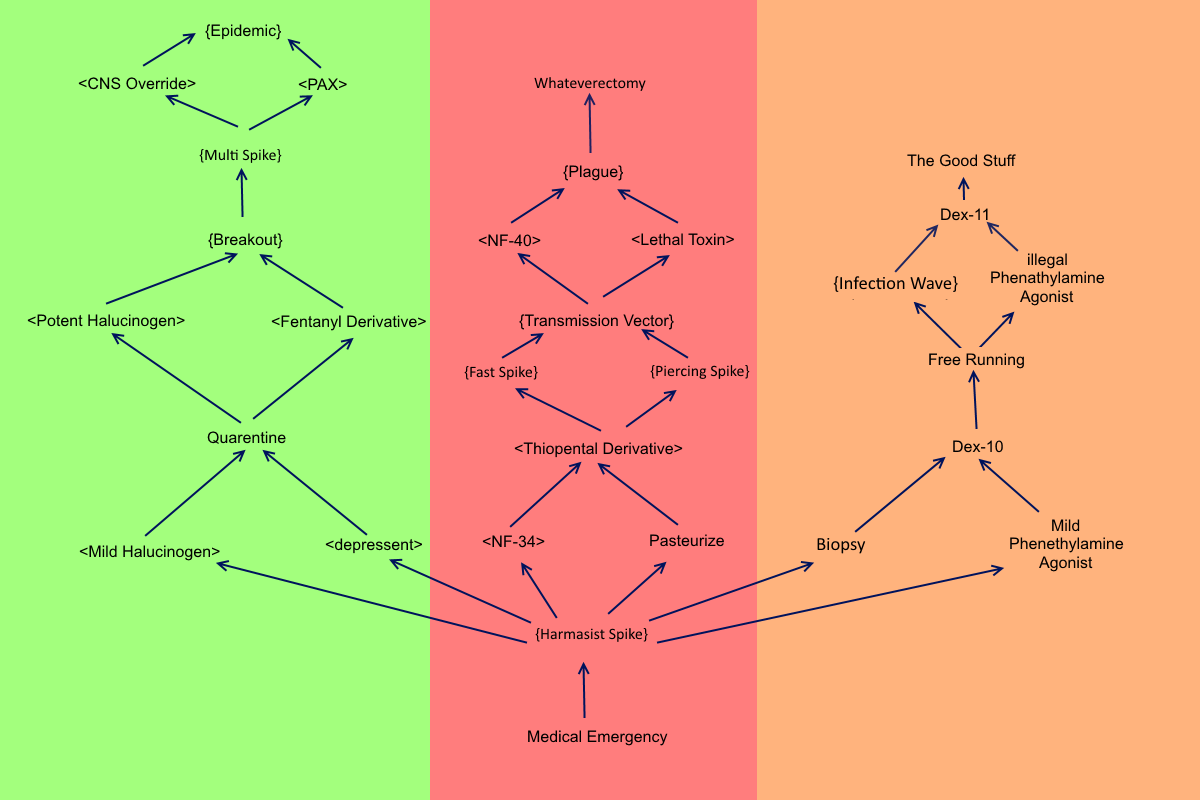 {Epidemic}
<CNS Override>
<PAX>
Whateverectomy
{Multi Spike}
The Good Stuff
{Plague}
Dex-11
{Breakout}
<NF-40>
<Lethal Toxin>
illegal
Phenathylamine
Agonist
{Infection Wave}
<Potent Halucinogen>
<Fentanyl Derivative>
{Transmission Vector}
Free Running
{Fast Spike}
{Piercing Spike}
Quarentine
<Thiopental Derivative>
Dex-10
<Mild Halucinogen>
<depressent>
<NF-34>
Pasteurize
Biopsy
Mild
Phenethylamine
Agonist
{Harmasist Spike}
Medical Emergency